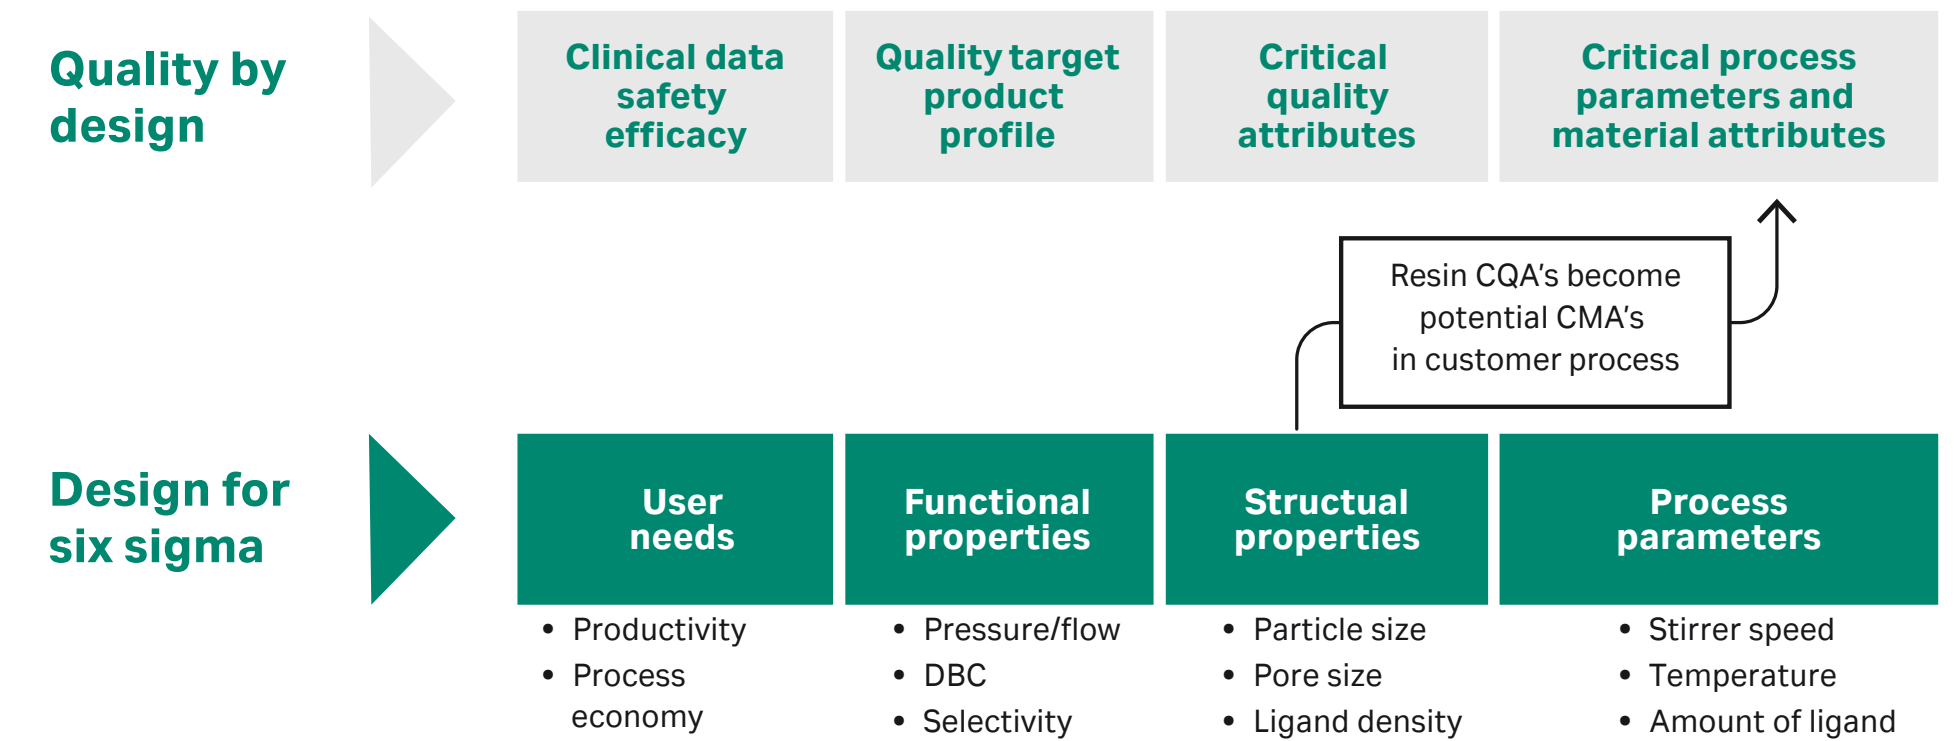 Quality by
design
Clinical data
safety
efficacy
Quality target
product
profile
Critical
quality
attributes
Critical process
parameters and
material attributes
Resin CQA's become
potential CMA's
in customer process
Design for
six sigma
User
needs
• Productivity
• Process
economy
Functional
properties
• Pressure/flow
• DBC
• Selectivity
Structual
properties
• Particle size
• Pore size
• Ligand density
Process
parameters
• Stirrer speed
• Temperature
• Amount of ligand